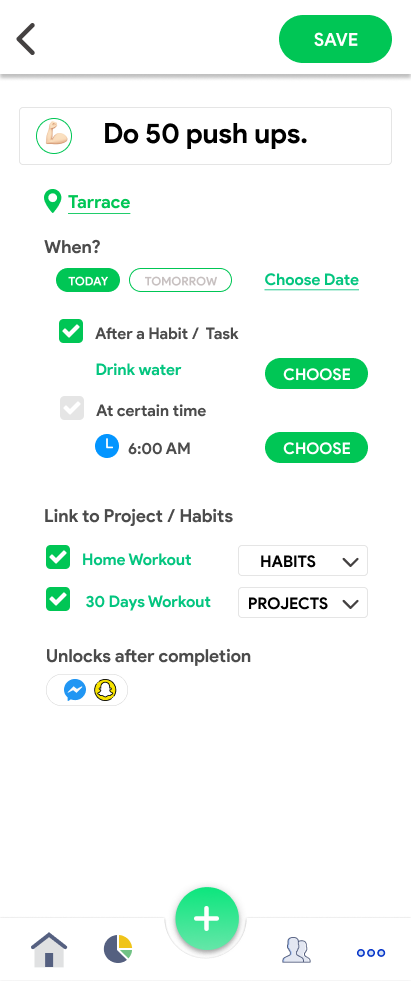 SAVE
Do 50 push ups.
Tarrace
When?
TODAY TOMORROW Choose Date
After a Habit / Task
Drink water CHOOSE
At certain time
6:00 AM CHOOSE
Link to Project / Habits
Home Workout HABITS
30 Days Workout PROJECTS
Unlocks after completion